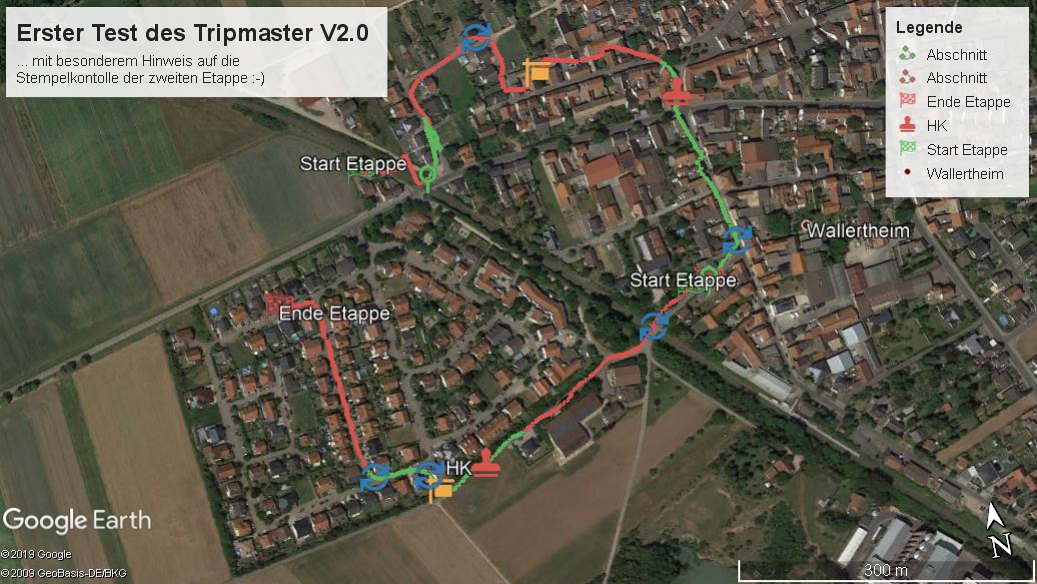 Erster Test des Tripmaster V2.0
... mit besonderem Hinweis auf die
Stempelkontolle der zweiten Etappe :-)
Legende
Abschnitt
Abschnitt
Ende Etappe
HK
Start Etappe
Wallertheim
Start Etappe
Wallertheim
Start Etappe
Ende Etappe
HK
Google Earth
©2019 Google
©2009 GeoBasis-DE/BKG
N
300 m